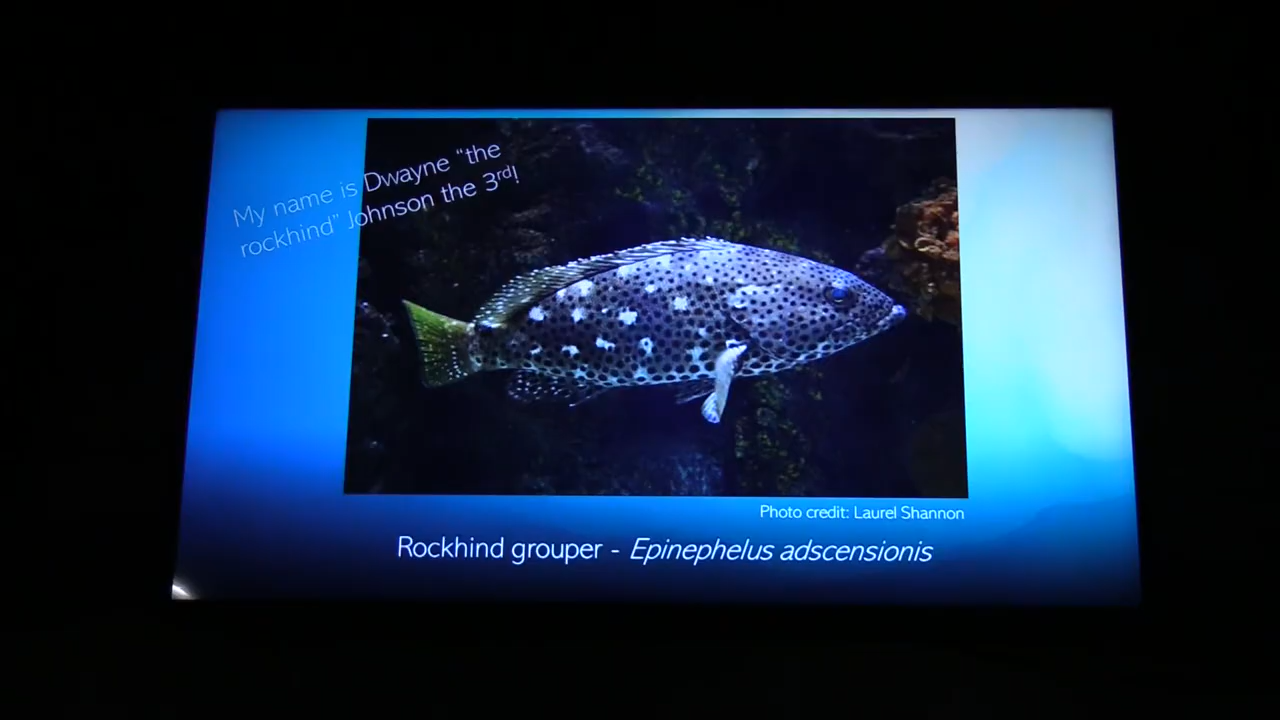 My name is Dwayne “the
rockhind” Johnson the 3rd!
Photo credit: Laurel Shannon
Rockhind grouper - Epinephelus adscensionis